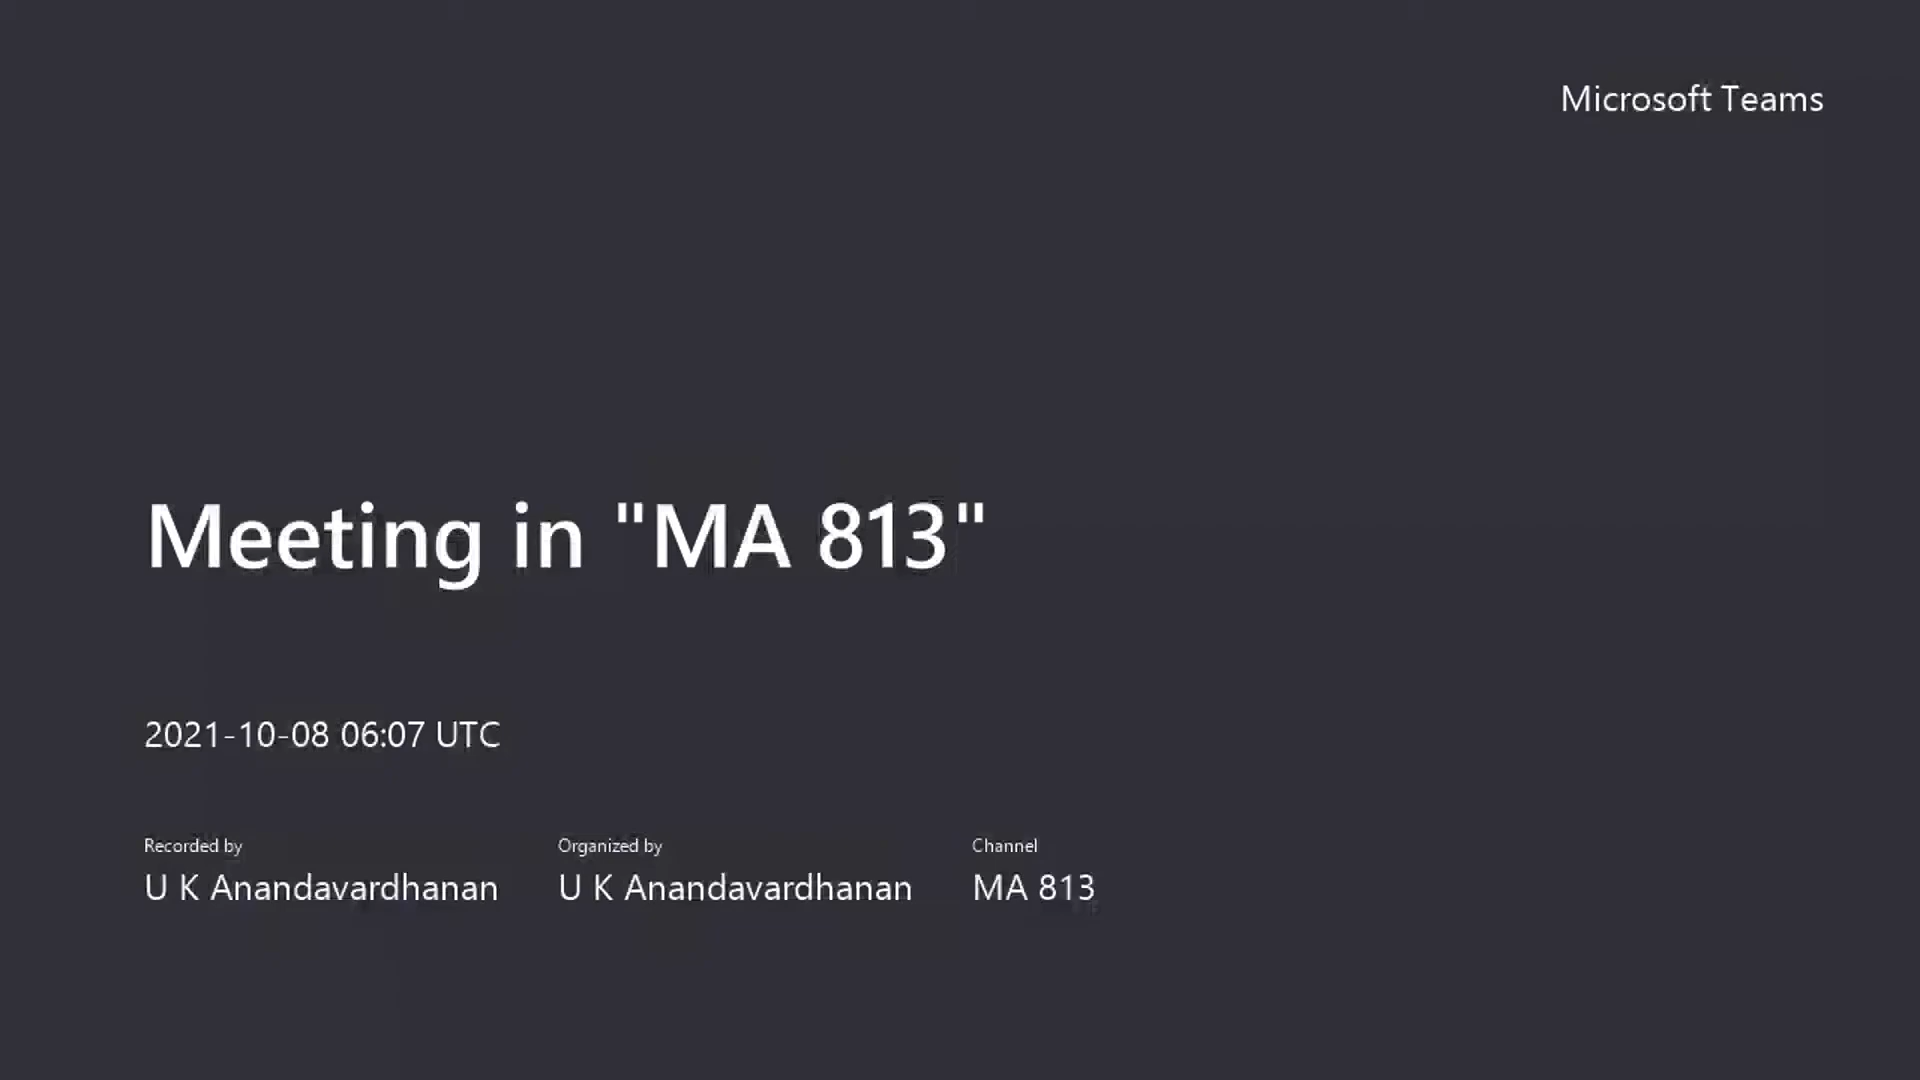 Microsoft Teams
Meeting in "MA 813"
2021-10-08 06:07 UTC
Recorded by
U K Anandavardhanan
Organized by
U K Anandavardhanan
Channel
MA 813